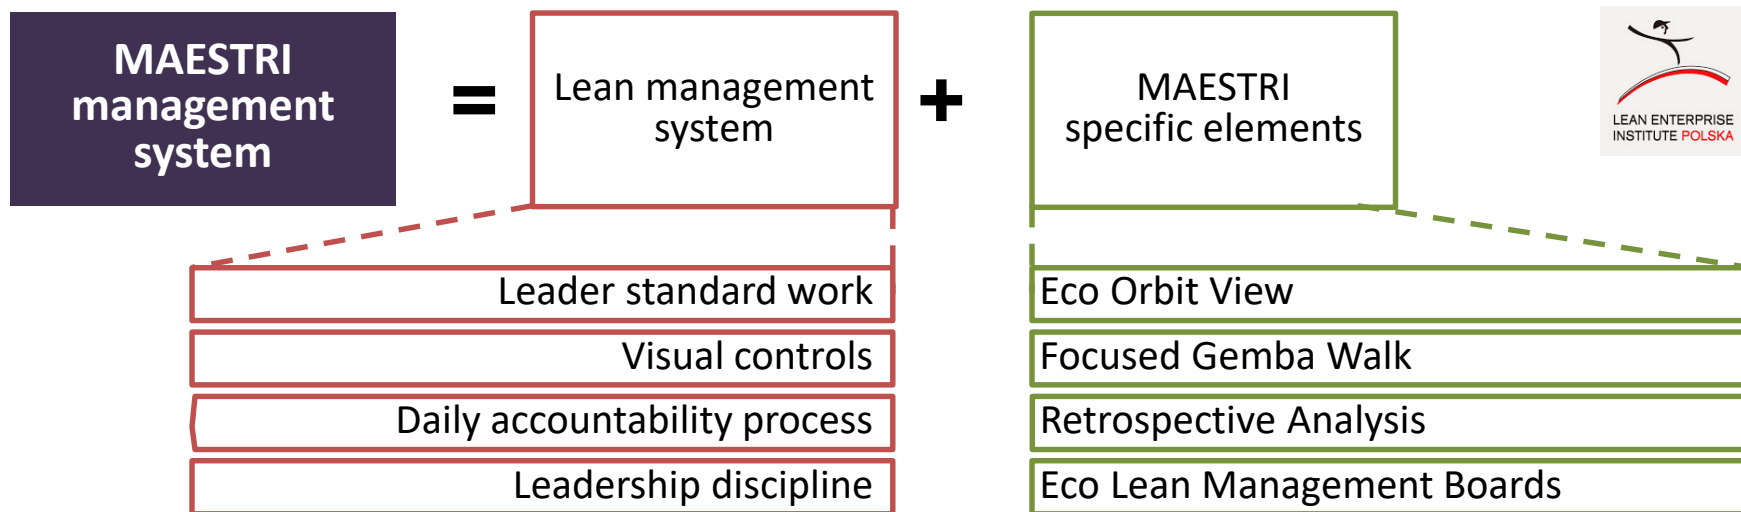 MAESTRI
management
system
=
Lean management
system
+
MAESTRI
specific elements
LEAN ENTERPRISE
INSTITUTE POLSKA
Leader standard work
Visual controls
Daily accountability process
Leadership discipline
Eco Orbit View
Focused Gemba Walk
Retrospective Analysis
Eco Lean Management Boards